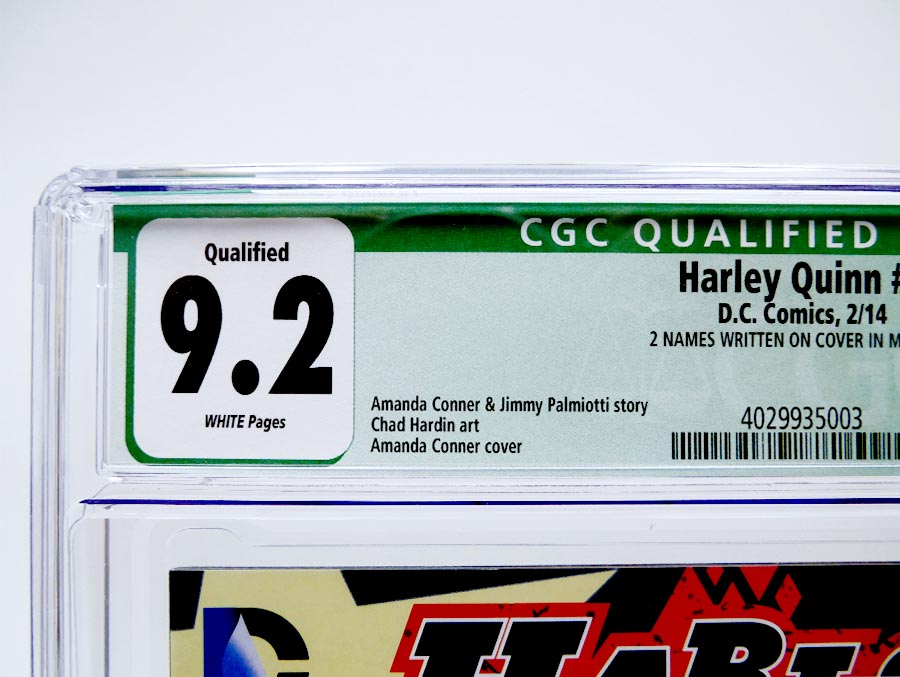 CGC QUALIFIED
Qualified
9.2
WHITE Pages
Harley Quinn #
D.C. Comics, 2/14
2 NAMES WRITTEN ON COVER IN M
Amanda Conner & Jimmy Palmiotti story
Chad Hardin art
Amanda Conner cover
4029935003
HARL